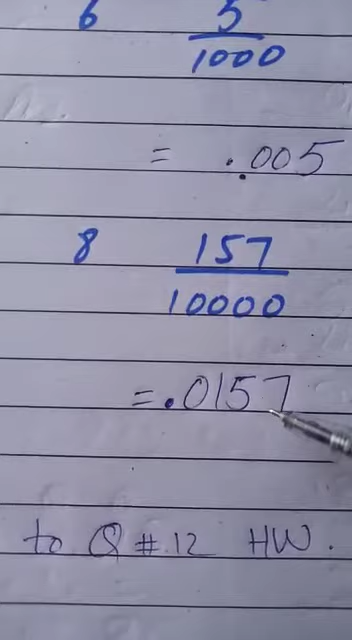 6 5/1000
= .005
8 157/10000
= .0157
to Q # 12 HW.